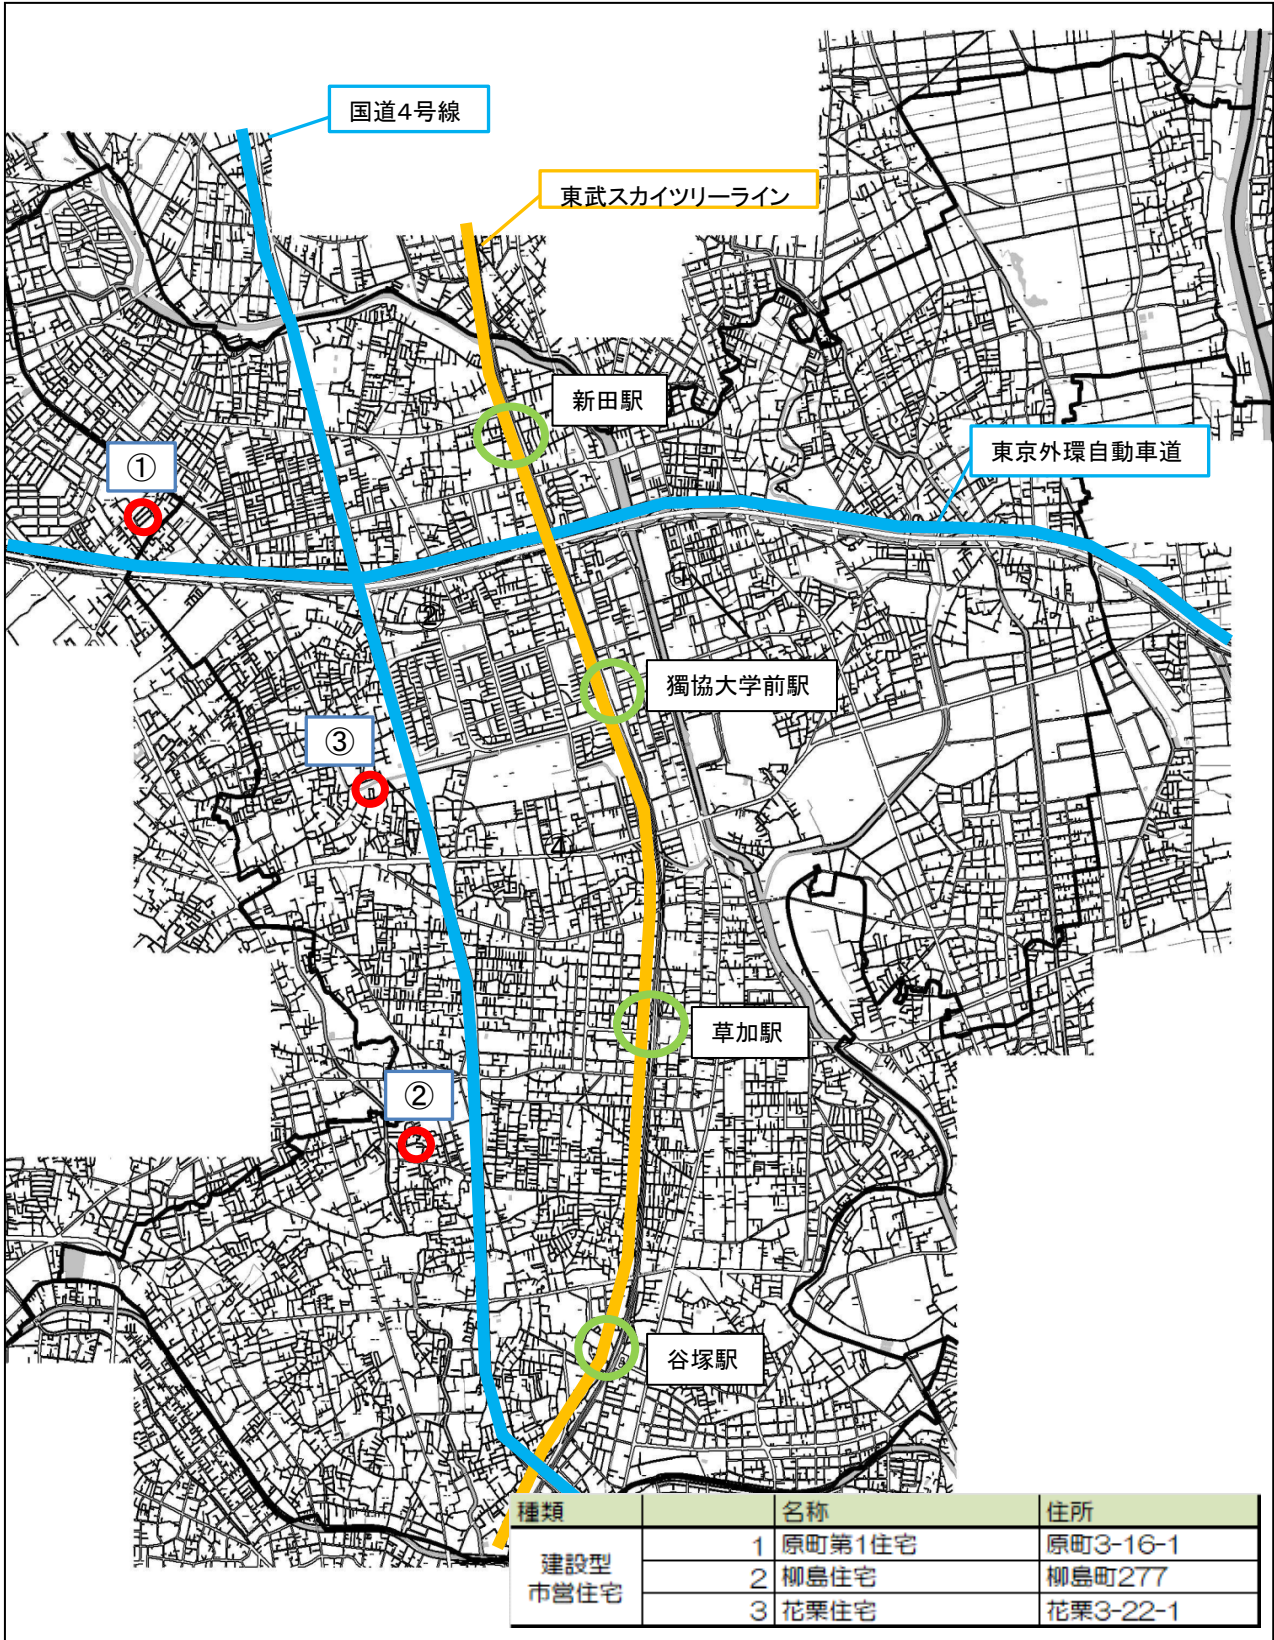 国道4号線
東武スカイツリーライン
新田駅
東京外環自動車道
①
②
獨協大学前駅
③
④
草加駅
②
谷塚駅
種類 名称 住所
建設型
市営住宅
1 原町第1住宅 原町3-16-1
2 柳島住宅 柳島町277
3 花栗住宅 花栗3-22-1